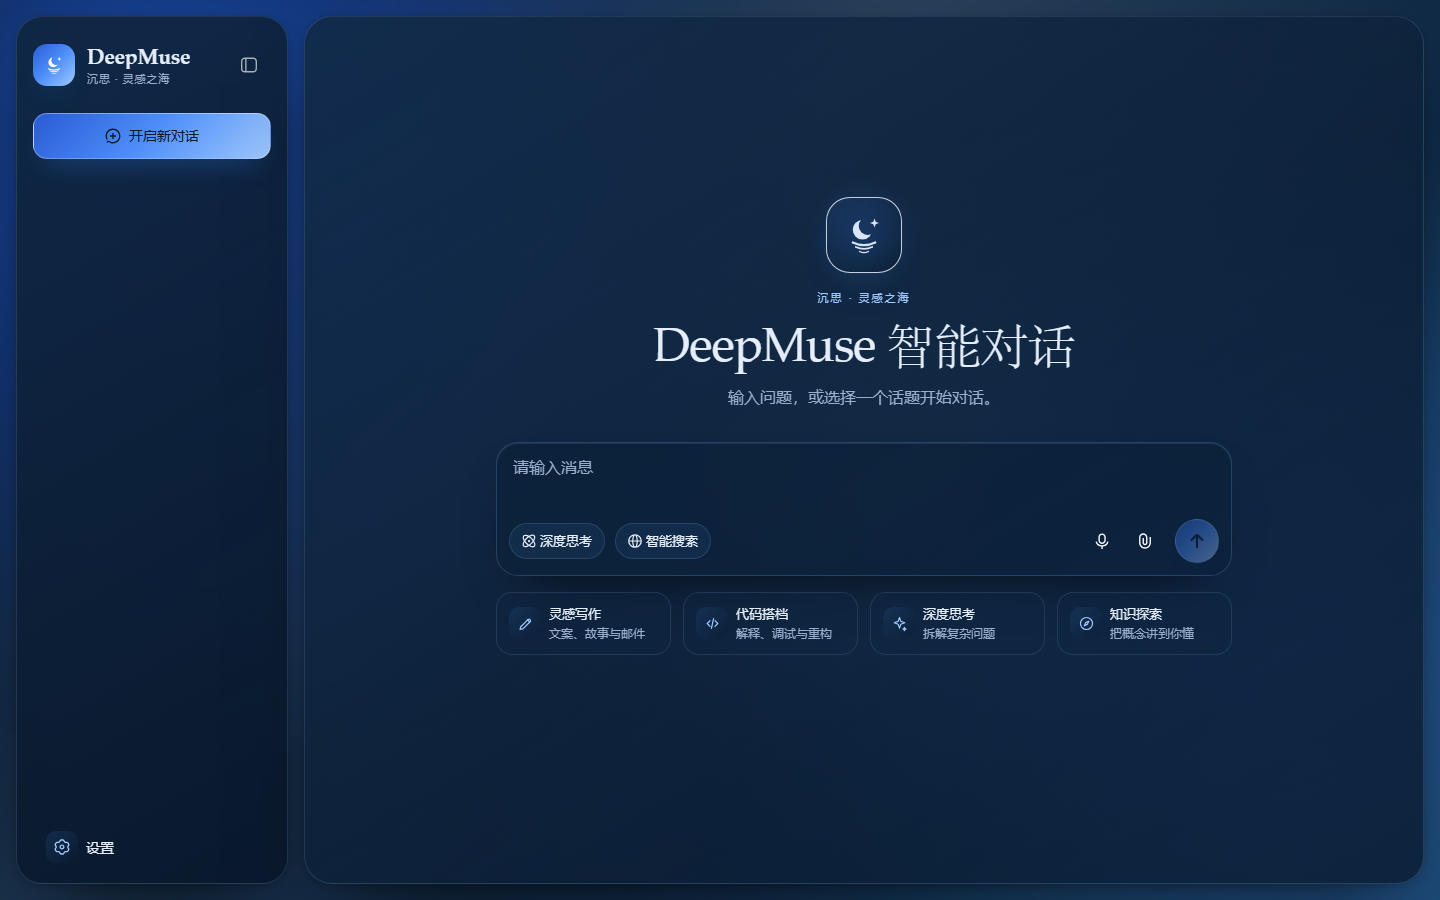 DeepMuse
沉思 · 灵感之海
开启新对话
设置
沉思 · 灵感之海
DeepMuse 智能对话
输入问题，或选择一个话题开始对话。
请输入消息
深度思考
智能搜索
灵感写作
文案、故事与邮件
代码搭档
解释、调试与重构
深度思考
拆解复杂问题
知识探索
把概念讲到你懂